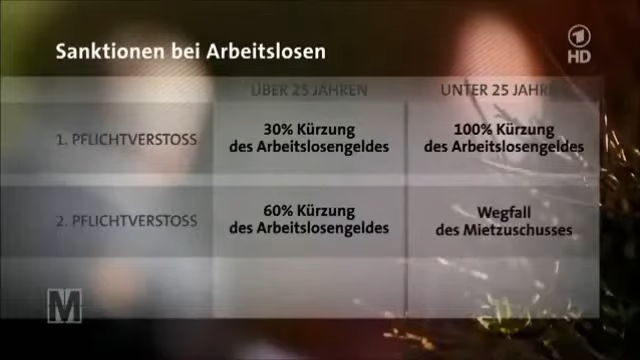 Sanktionen bei Arbeitslosen
HD
ÜBER 25 JAHREN
UNTER 25 JAHREN
1. PFLICHTVERSTOSS
30% Kürzung
des Arbeitslosengeldes
100% Kürzung
des Arbeitslosengeldes
2. PFLICHTVERSTOSS
60% Kürzung
des Arbeitslosengeldes
Wegfall
des Mietzuschusses
M